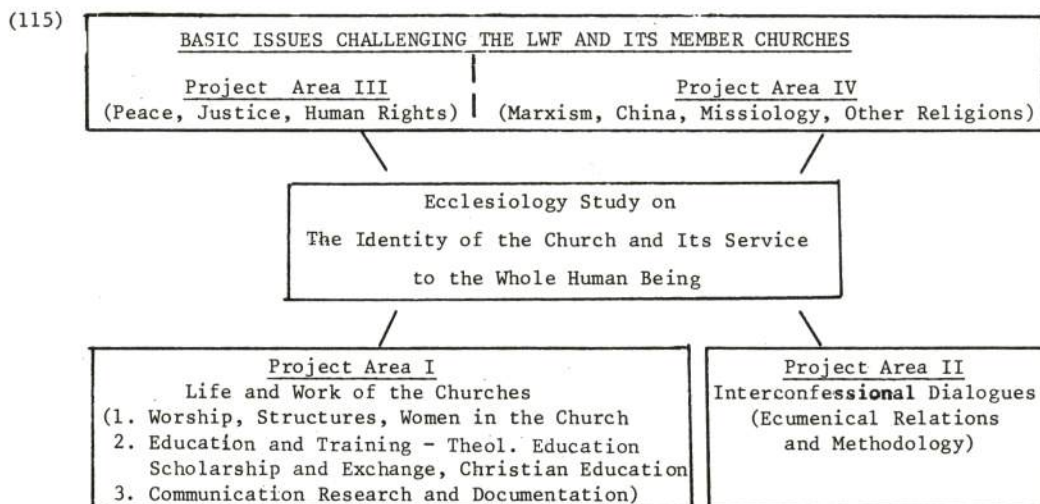 (115)
BASIC ISSUES CHALLENGING THE LWF AND ITS MEMBER CHURCHES
Project Area III
(Peace, Justice, Human Rights)
Project Area IV
(Marxism, China, Missiology, Other Religions)
Ecclesiology Study on
The Identity of the Church and Its Service
to the Whole Human Being
Project Area I
Life and Work of the Churches
(1. Worship, Structures, Women in the Church
2. Education and Training - Theol. Education
Scholarship and Exchange, Christian Education
3. Communication Research and Documentation)
Project Area II
Interconfessional Dialogues
(Ecumenical Relations
and Methodology)